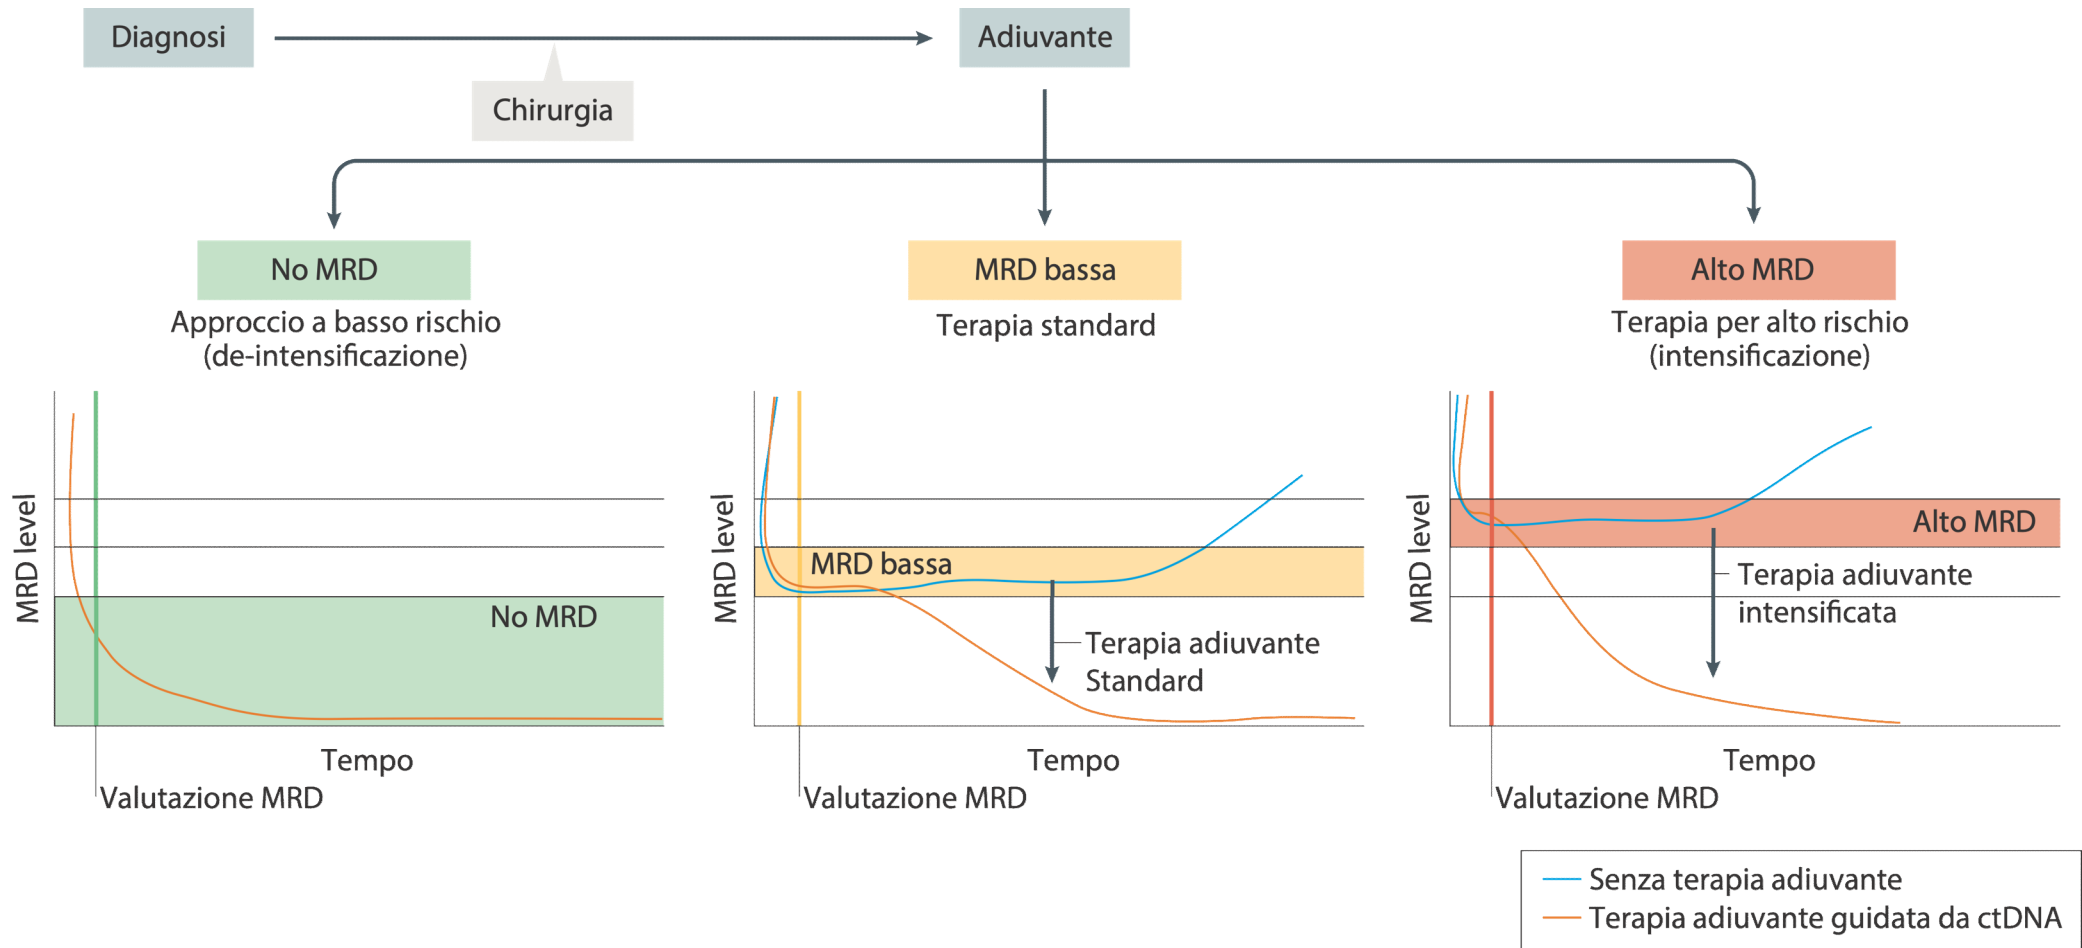 Diagnosi
Adiuvante
Chirurgia
No MRD
Approccio a basso rischio
(de-intensificazione)
MRD bassa
Terapia standard
Alto MRD
Terapia per alto rischio
(intensificazione)
MRD level
No MRD
Tempo
Valutazione MRD
MRD level
MRD bassa
Terapia adiuvante
Standard
Tempo
Valutazione MRD
MRD level
Alto MRD
Terapia adiuvante
intensificata
Tempo
Valutazione MRD
Senza terapia adiuvante
Terapia adiuvante guidata da ctDNA